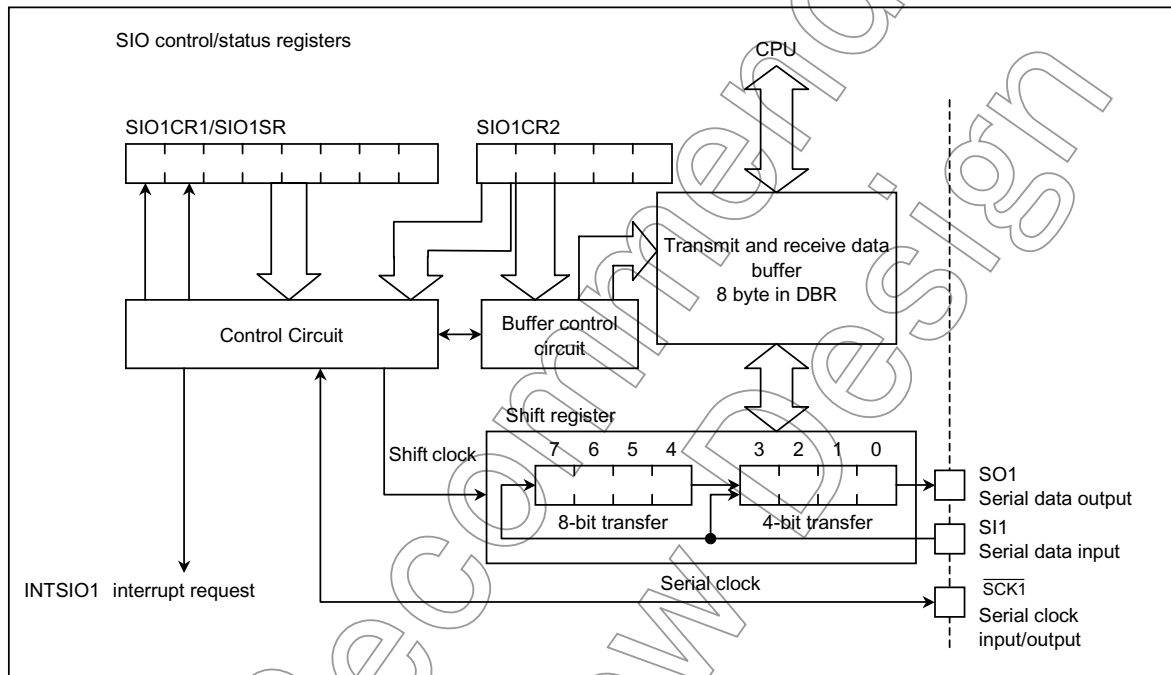 SIO control/status registers
CPU
SIO1CR1/SIO1SR
SIO1CR2
Transmit and receive data
buffer
8 byte in DBR
Control Circuit
Buffer control
circuit
Shift register
Shift clock
7 6 5 4 3 2 1 0
8-bit transfer
4-bit transfer
SO1
Serial data output
SI1
Serial data input
INTSIO1 interrupt request
Serial clock
SCK1
Serial clock
input/output
ecommend
w Design